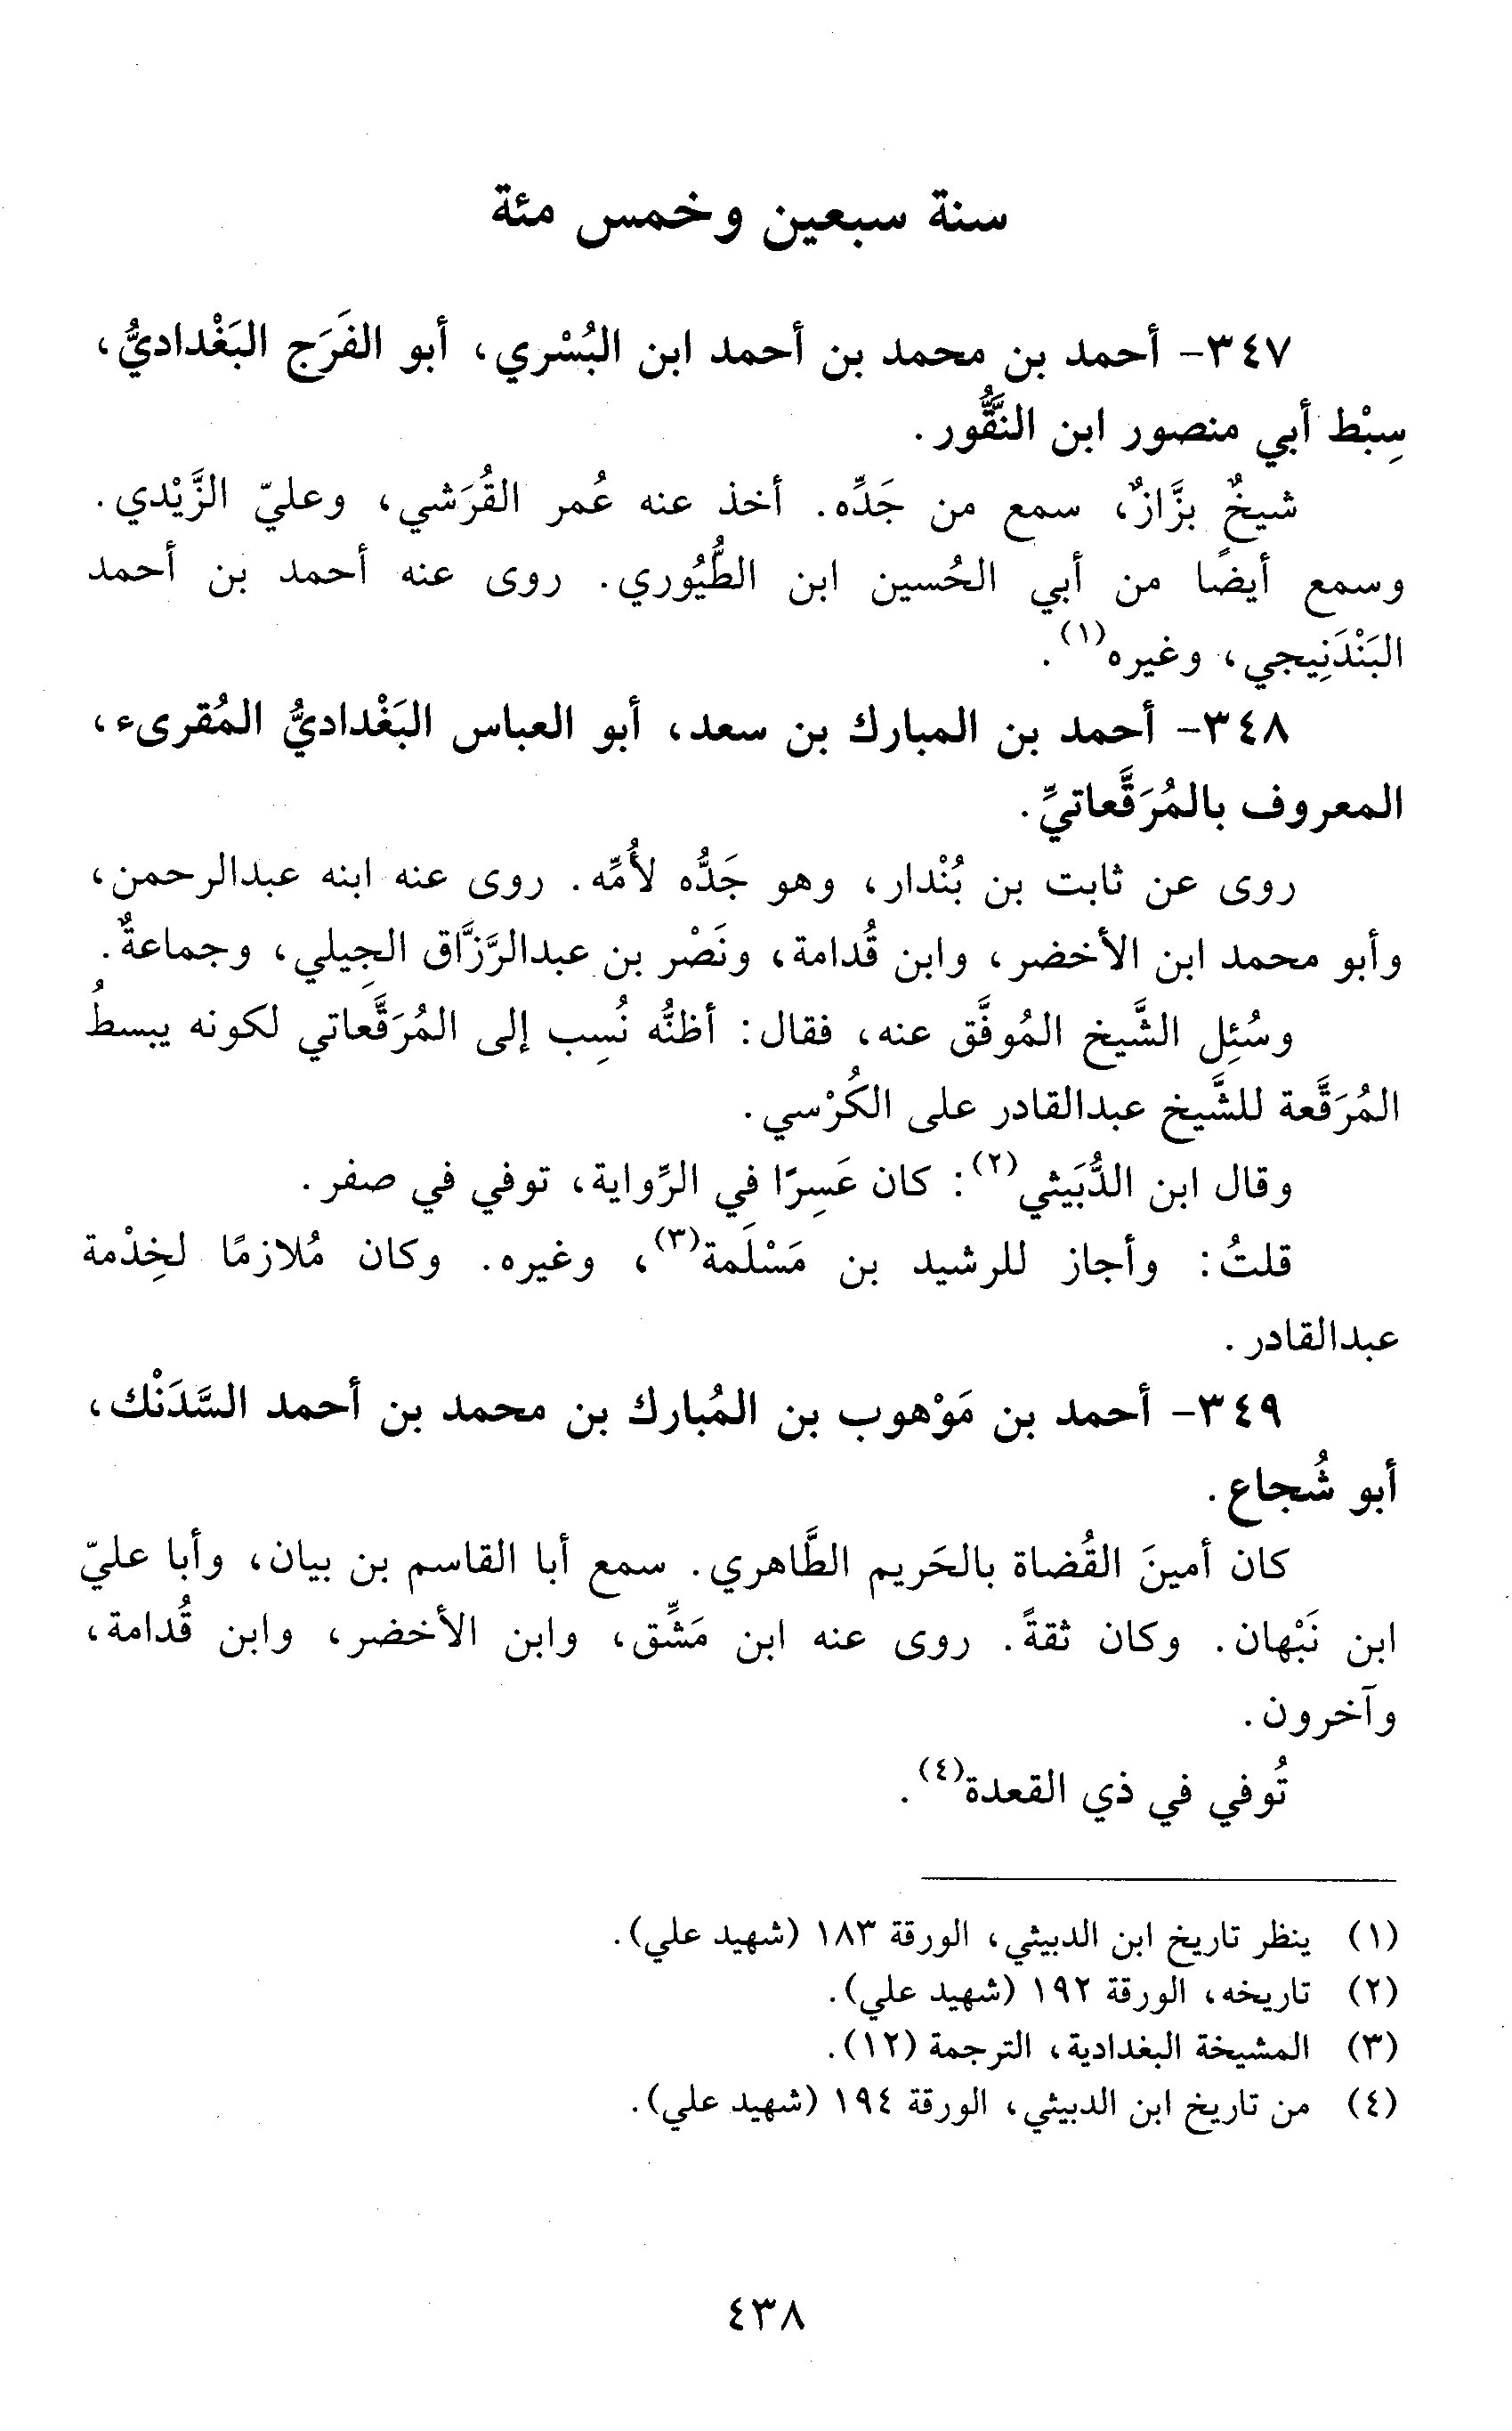 سنة سبعين وخمس مئة
٣٤٧- أحمد بن محمد بن أحمد ابن البُسْري، أبو الفَرَج البَغْداديُّ،
سِبْط أبي منصور ابن النَّقُّور.
شيخٌ بزَّازٌ، سمع من جَدِّه. أخذ عنه عُمر القُرَشي، وعليّ الزَّيْدي.
وسمع أيضًا من أبي الحُسين ابن الطُّيُوري. روى عنه أحمد بن أحمد
البَنْدَنِيجي، وغيره(١).
٣٤٨- أحمد بن المبارك بن سعد، أبو العباس البَغْداديُّ المُقرىء،
المعروف بالمُرَقَّعاتيِّ.
روى عن ثابت بن بُنْدار، وهو جَدُّه لأُمِّه. روى عنه ابنه عبدالرحمن،
وأبو محمد ابن الأخضر، وابن قُدامة، ونَصْر بن عبدالرَّزَّاق الجِيلي، وجماعةٌ.
وسُئِل الشَّيخ المُوفَّق عنه، فقال: أظنُّه نُسِب إلى المُرَقَّعاتي لكونه يبسطُ
المُرَقَّعة للشَّيخ عبدالقادر على الكُرْسي.
وقال ابن الدُّبَيثي(٢): كان عَسِرًا في الرِّواية، توفي في صفر.
قلتُ: وأجاز للرشيد بن مَسْلَمة(٣)، وغيره. وكان مُلازمًا لخِدْمة
عبدالقادر.
٣٤٩- أحمد بن مَوْهوب بن المُبارك بن محمد بن أحمد السَّدَنْك،
أبو شُجاع.
كان أمينَ القُضاة بالحَريم الطَّاهري. سمع أبا القاسم بن بيان، وأبا عليّ
ابن نَبْهان. وكان ثقةً. روى عنه ابن مَشِّق، وابن الأخضر، وابن قُدامة،
وآخرون.
تُوفي في ذي القعدة(٤).
(١) ينظر تاريخ ابن الدبيثي، الورقة ١٨٣ (شهيد علي).
(٢) تاريخه، الورقة ١٩٢ (شهيد علي).
(٣) المشيخة البغدادية، الترجمة (١٢).
(٤) من تاريخ ابن الدبيثي، الورقة ١٩٤ (شهيد علي).
٤٣٨